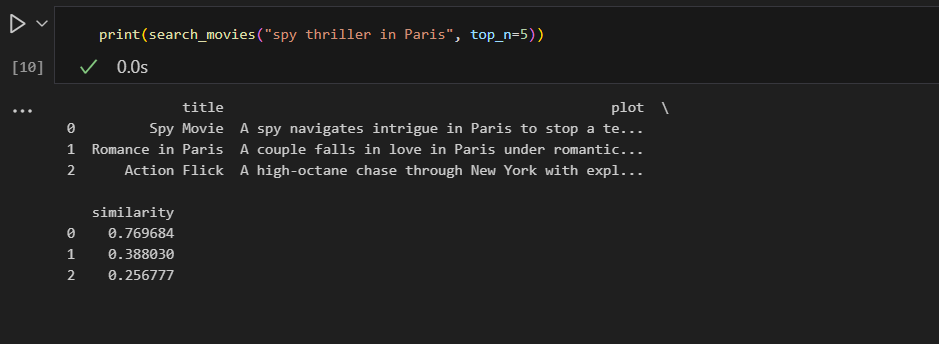 print(search_movies("spy thriller in Paris", top_n=5))
[10] 0.0s
... title plot \
0 Spy Movie A spy navigates intrigue in Paris to stop a te...
1 Romance in Paris A couple falls in love in Paris under romantic...
2 Action Flick A high-octane chase through New York with expl...
similarity
0 0.769684
1 0.388030
2 0.256777